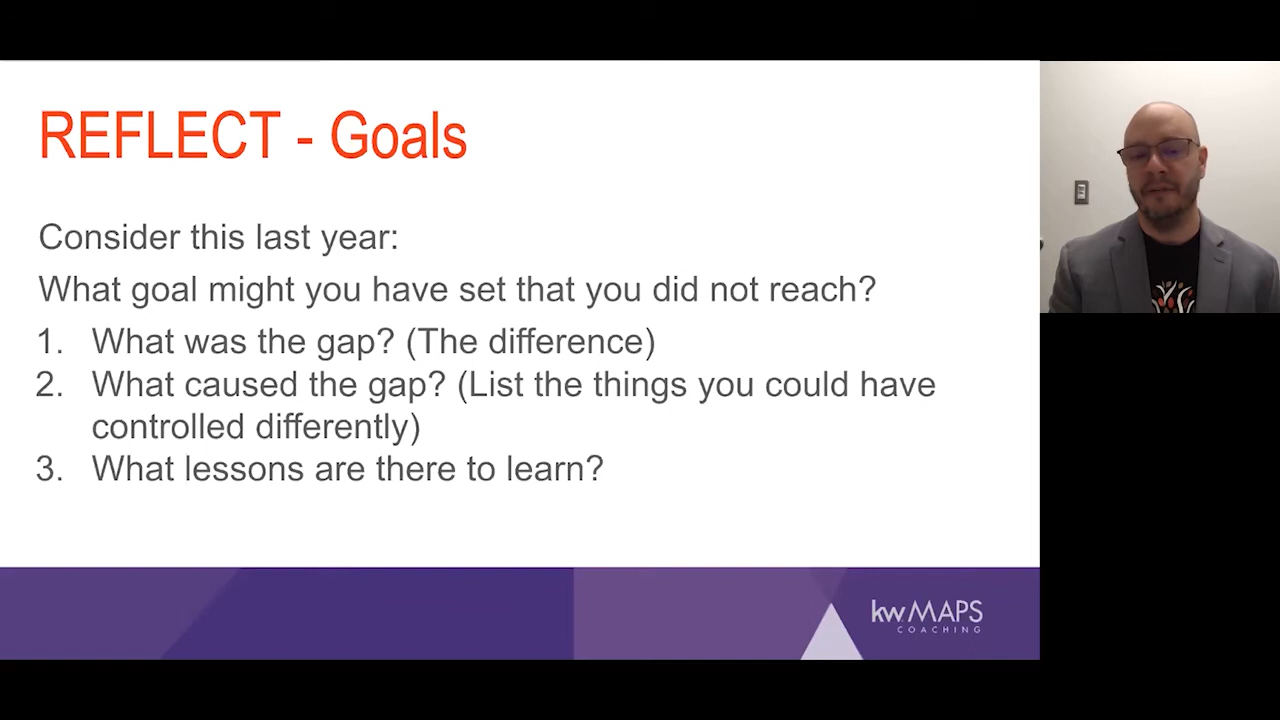 REFLECT - Goals
Consider this last year:
What goal might you have set that you did not reach?
1. What was the gap? (The difference)
2. What caused the gap? (List the things you could have
controlled differently)
3. What lessons are there to learn?
kw MAPS
COACHING